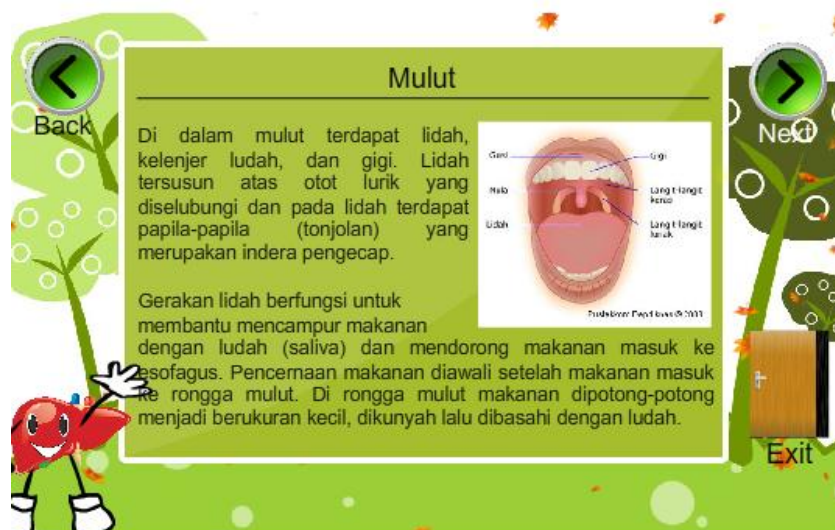 Mulut
Back
Next
Di dalam mulut terdapat lidah,
kelenjer ludah, dan gigi. Lidah
tersusun atas otot lurik yang
diselubungi dan pada lidah terdapat
papila-papila (tonjolan) yang
merupakan indera pengecap.
Gusi
Gigi
Lang t-langit
keras
Lidah
Lang t-langit
lunak
Gerakan lidah berfungsi untuk
membantu mencampur makanan
dengan ludah (saliva) dan mendorong makanan masuk ke
esofagus. Pencernaan makanan diawali setelah makanan masuk
ke rongga mulut. Di rongga mulut makanan dipotong-potong
menjadi berukuran kecil, dikunyah lalu dibasahi dengan ludah.
Exit